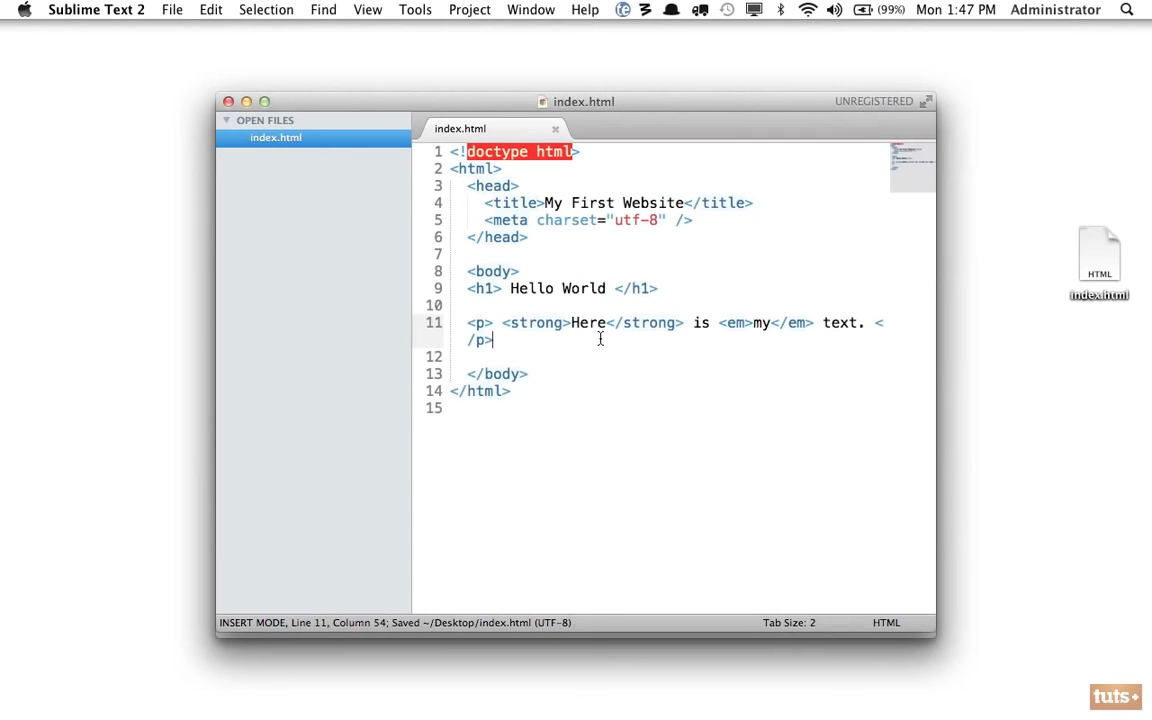 Sublime Text 2 File Edit Selection Find View Tools Project Window Help (99%) Mon 1:47 PM Administrator
index.html UNREGISTERED
OPEN FILES
index.html
index.html
1 <!doctype html>
2 <html>
3 <head>
4 <title>My First Website</title>
5 <meta charset="utf-8" />
6 </head>
7
8 <body>
9 <h1> Hello World </h1>
10
11 <p> <strong>Here</strong> is <em>my</em> text. <
/p>
12
13 </body>
14 </html>
15
INSERT MODE, Line 11, Column 54; Saved ~/Desktop/index.html (UTF-8) Tab Size: 2 HTML
HTML
index.html
tuts+